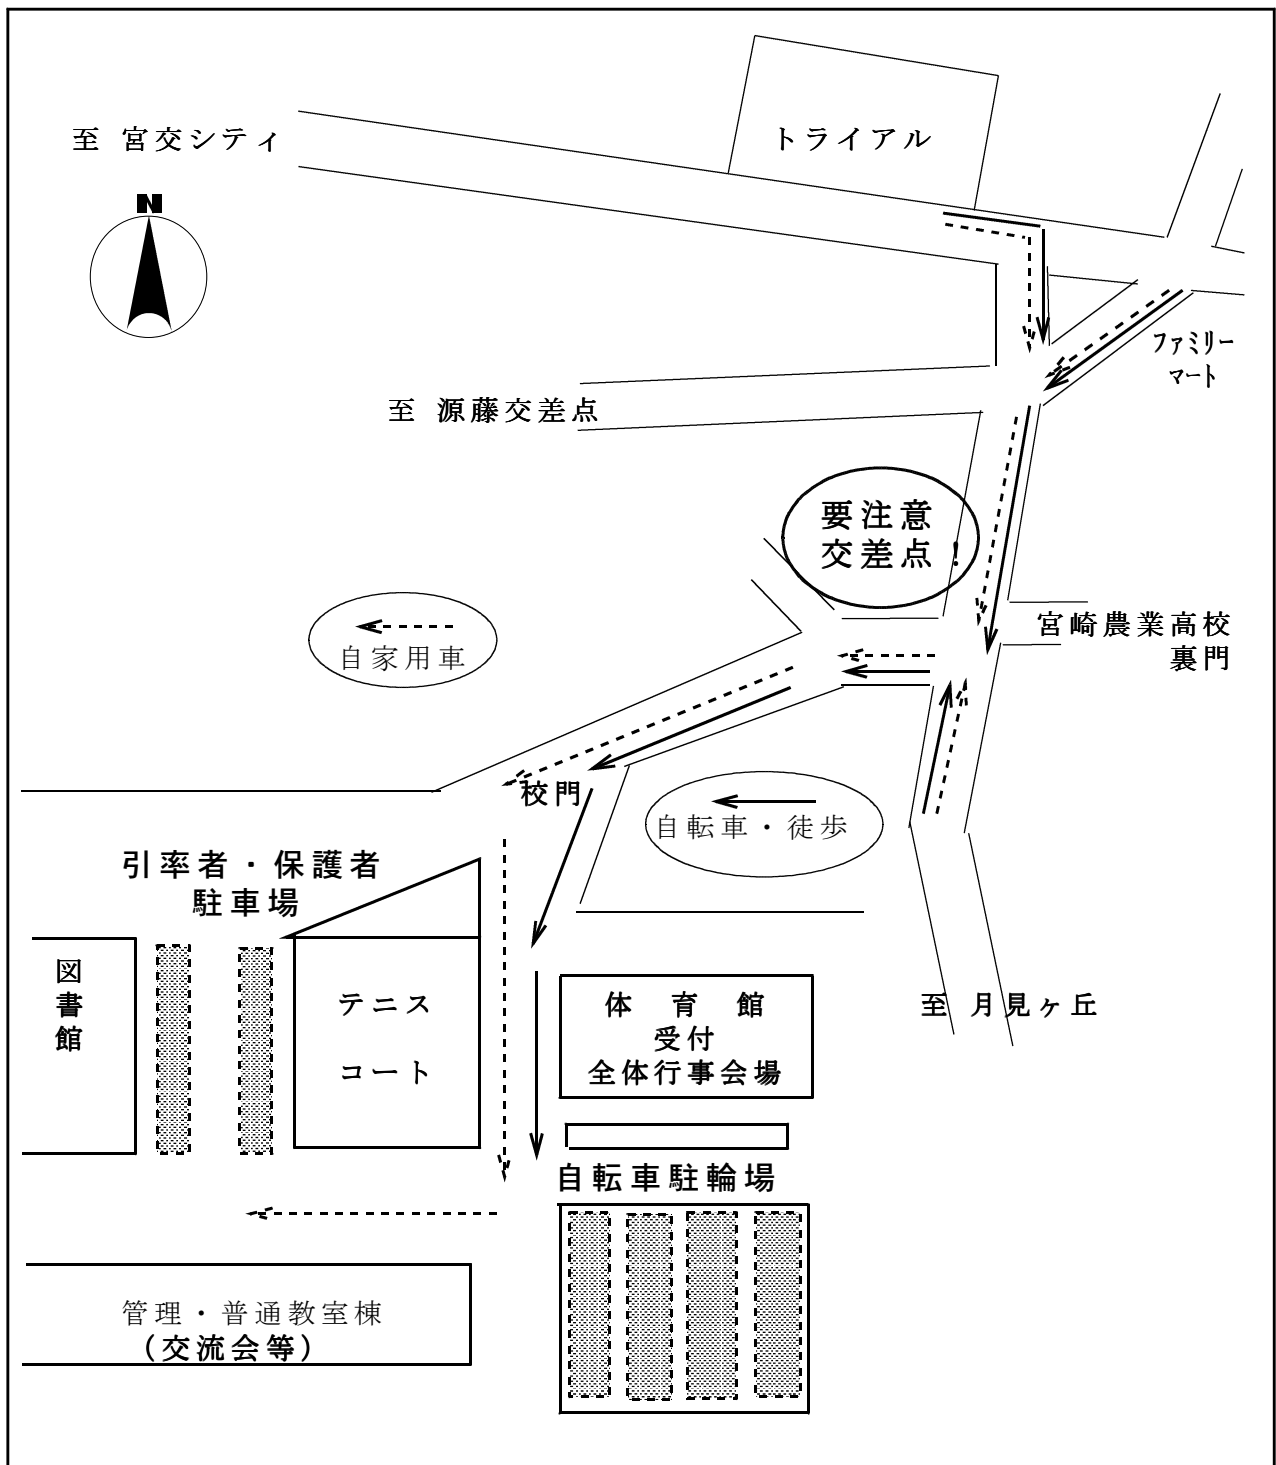 至 宮交シティ
トライアル
N
ファミリー
マート
至 源藤交差点
要注意
交差点！
宮崎農業高校
裏門
自家用車
校門
自転車・徒歩
引率者・保護者
駐車場
図書館
テニス
コート
体 育 館
受付
全体行事会場
至 月見ヶ丘
自転車駐輪場
管理・普通教室棟
（交流会等）